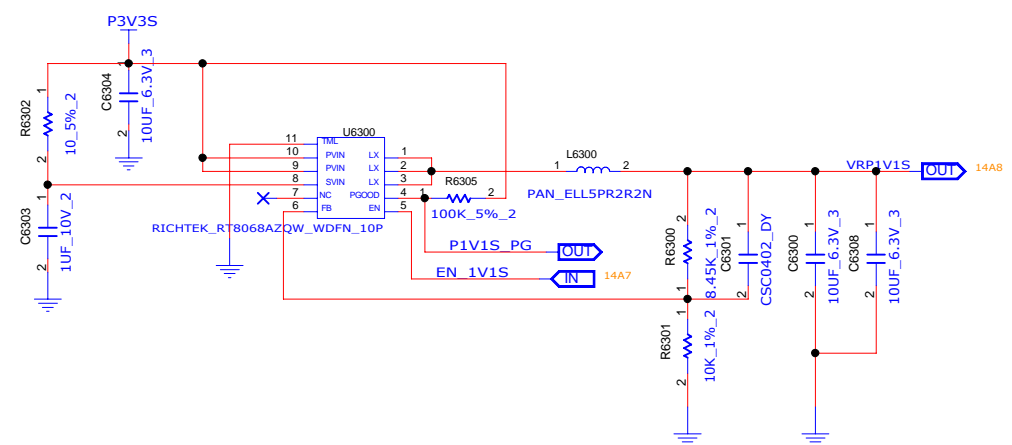 P3V3S
1
R6302
10_5%_2
2
1
C6304
10UF_6.3V_3
2
1
C6303
1UF_10V_2
2
U6300
11 TML
10 PVIN
9 PVIN
8 SVIN
7 NC
6 FB
LX 1
LX 2
LX 3
PGOOD 4
EN 5
RICHTEK_RT8068AZQW_WDFN_10P
1 R6305 2
100K_5%_2
P1V1S_PG OUT
EN_1V1S IN 14A7
L6300
1 2
PAN_ELL5PR2R2N
VRP1V1S OUT 14A8
2
R6300
8.45K_1%_2
1
1
C6301
CSC0402_DY
2
1
C6300
10UF_6.3V_3
2
1
C6308
10UF_6.3V_3
2
1
R6301
10K_1%_2
2